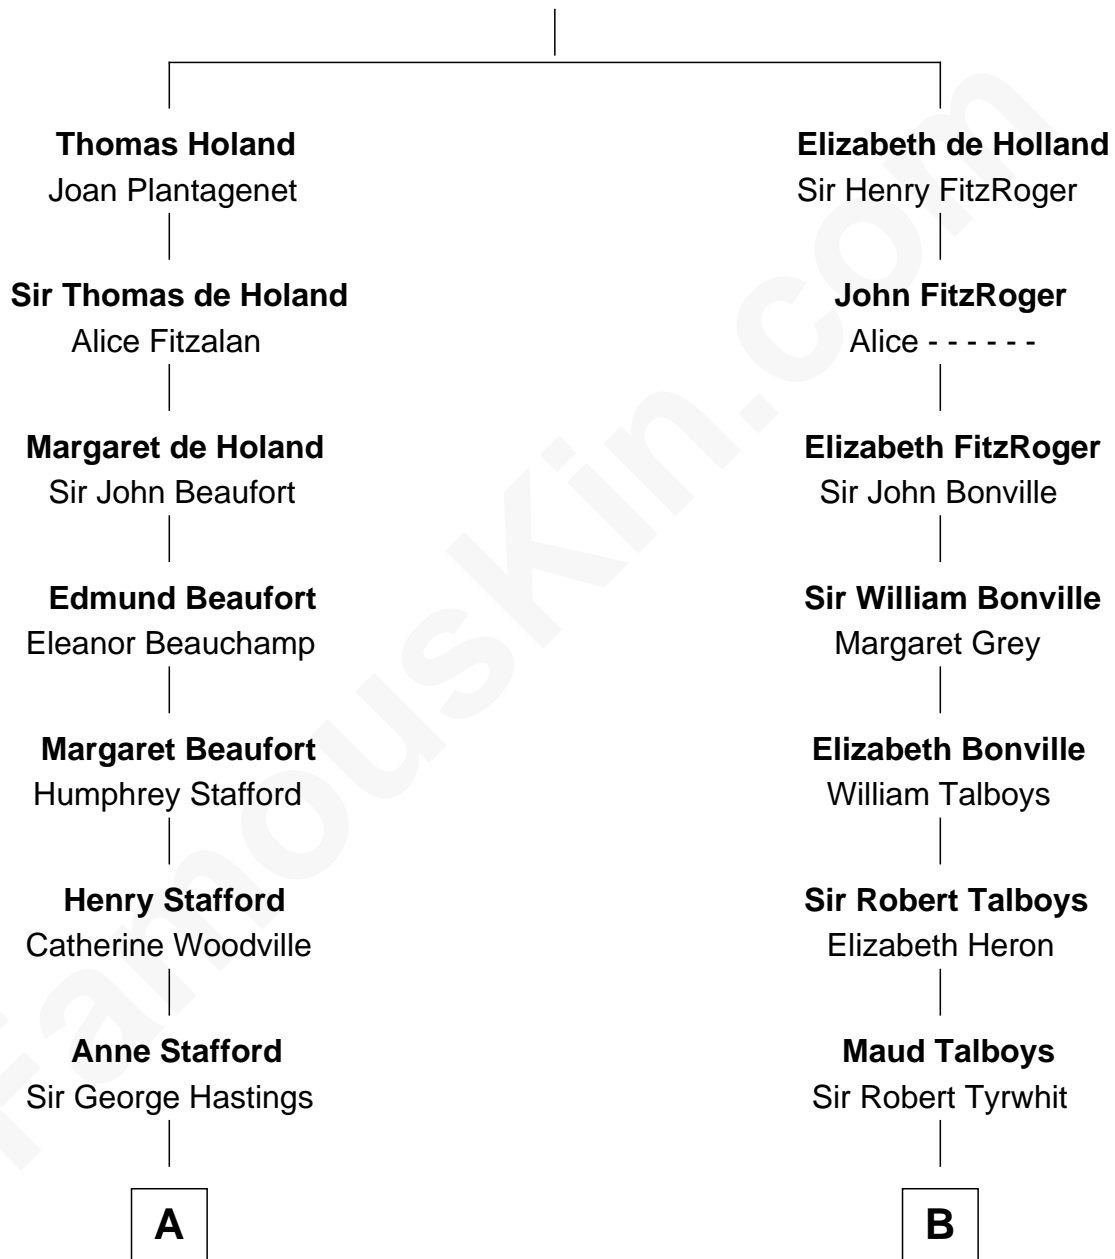 Thomas Holand
Joan Plantagenet
Sir Thomas de Holand
Alice Fitzalan
Margaret de Holand
Sir John Beaufort
Edmund Beaufort
Eleanor Beauchamp
Margaret Beaufort
Humphrey Stafford
Henry Stafford
Catherine Woodville
Anne Stafford
Sir George Hastings
A
Elizabeth de Holland
Sir Henry FitzRoger
John FitzRoger
Alice - - - - - -
Elizabeth FitzRoger
Sir John Bonville
Sir William Bonville
Margaret Grey
Elizabeth Bonville
William Talboys
Sir Robert Talboys
Elizabeth Heron
Maud Talboys
Sir Robert Tyrwhit
B
FamousKin.com